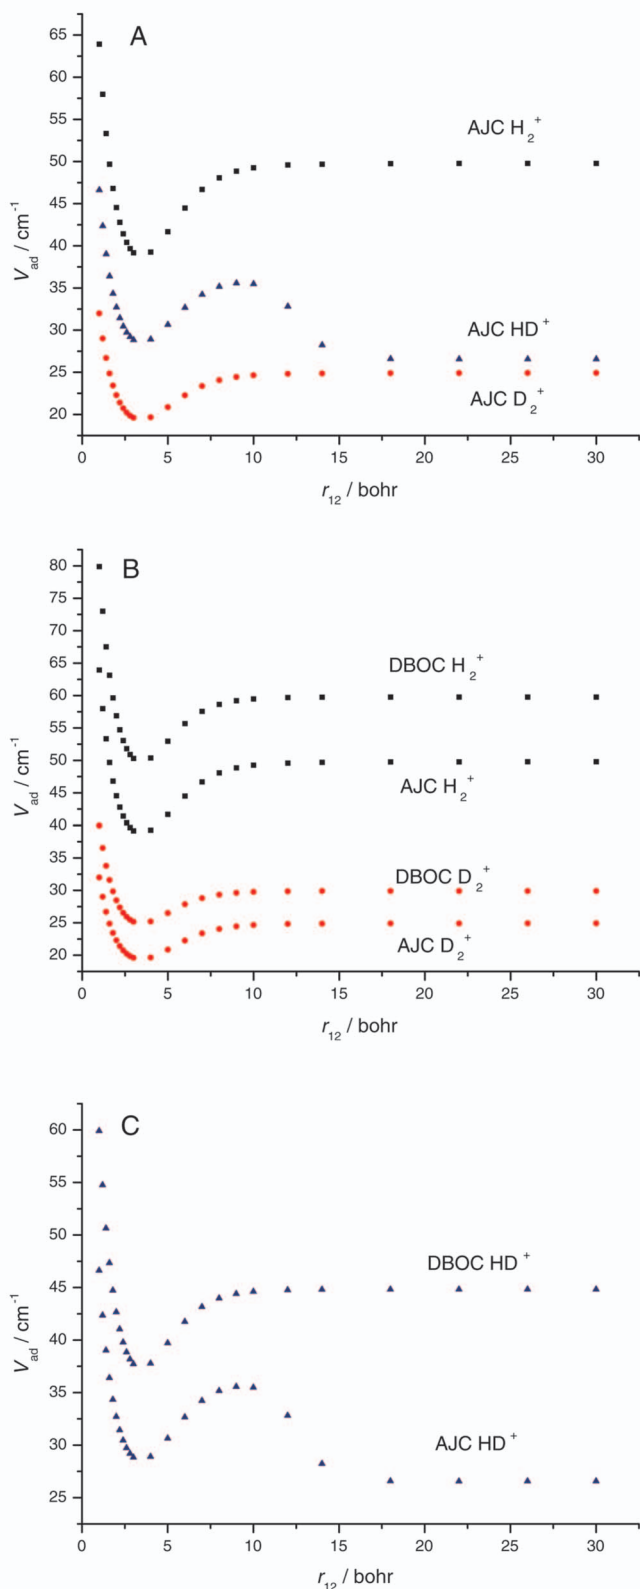 A
65
60
55
50
45
40
35
30
25
20
V_ad / cm⁻¹
AJC H₂⁺
AJC HD⁺
AJC D₂⁺
0 5 10 15 20 25 30
r₁₂ / bohr
B
80
75
70
65
60
55
50
45
40
35
30
25
20
V_ad / cm⁻¹
DBOC H₂⁺
AJC H₂⁺
DBOC D₂⁺
AJC D₂⁺
0 5 10 15 20 25 30
r₁₂ / bohr
C
60
55
50
45
40
35
30
25
V_ad / cm⁻¹
DBOC HD⁺
AJC HD⁺
0 5 10 15 20 25 30
r₁₂ / bohr